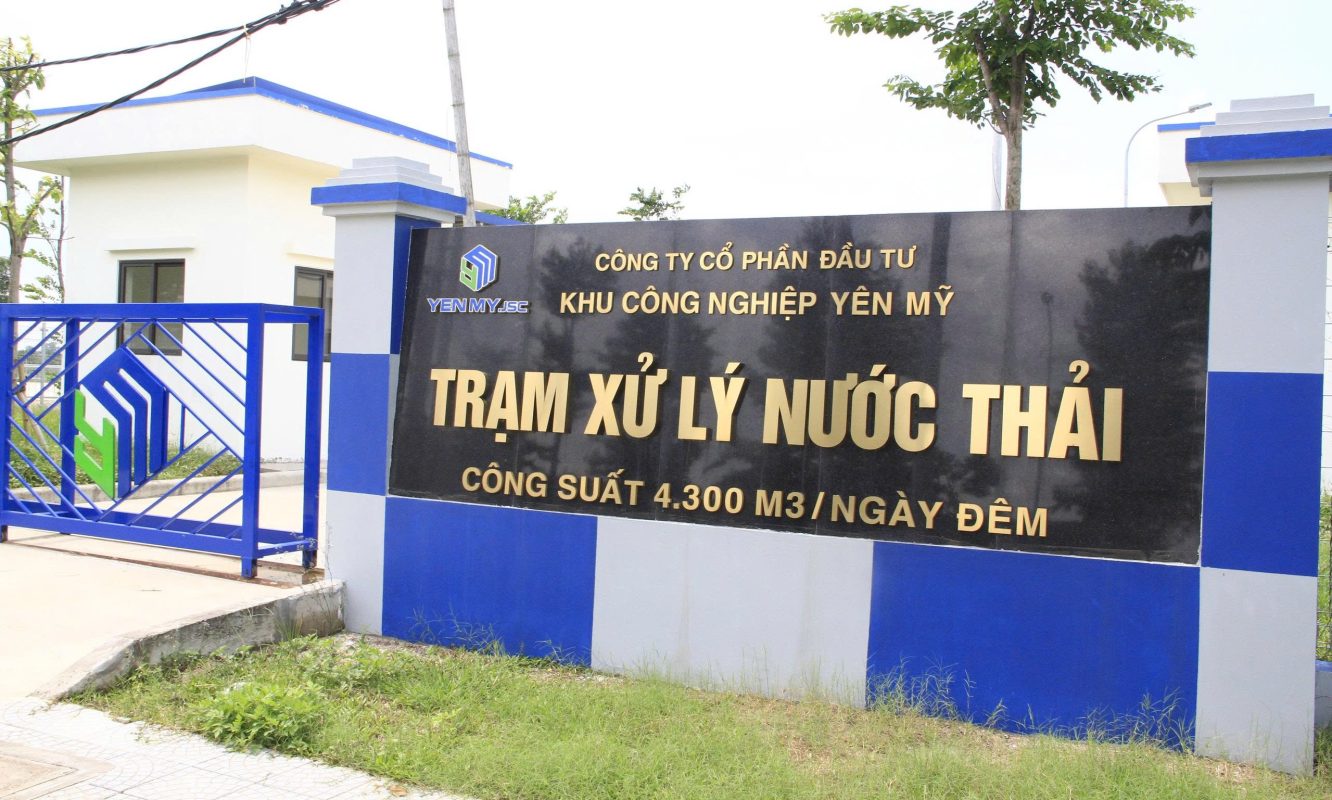 CÔNG TY CỔ PHẦN ĐẦU TƯ
KHU CÔNG NGHIỆP YÊN MỸ
YEN MY.JSC
TRẠM XỬ LÝ NƯỚC THẢI
CÔNG SUẤT 4.300 M3/NGÀY ĐÊM